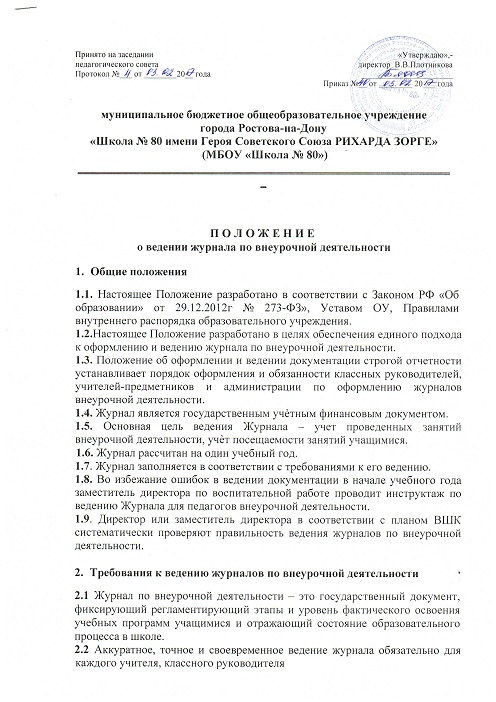 Принято на заседании
педагогического совета
Протокол № 11 от 03.02 2017 года
«Утверждаю».-
директор В.В.Плотникова
Приказ № от 03.02 2017 года
муниципальное бюджетное общеобразовательное учреждение
города Ростова-на-Дону
«Школа № 80 имени Героя Советского Союза РИХАРДА ЗОРГЕ»
(МБОУ «Школа № 80»)
П О Л О Ж Е Н И Е
о ведении журнала по внеурочной деятельности
1. Общие положения
1.1. Настоящее Положение разработано в соответствии с Законом РФ «Об
образовании» от 29.12.2012г № 273-ФЗ», Уставом ОУ, Правилами
внутреннего распорядка образовательного учреждения.
1.2.Настоящее Положение разработано в целях обеспечения единого подхода
к оформлению и ведению журнала по внеурочной деятельности.
1.3. Положение об оформлении и ведении документации строгой отчетности
устанавливает порядок оформления и обязанности классных руководителей,
учителей-предметников и администрации по оформлению журналов
внеурочной деятельности.
1.4. Журнал является государственным учётным финансовым документом.
1.5. Основная цель ведения Журнала – учет проведенных занятий
внеурочной деятельности, учёт посещаемости занятий учащимися.
1.6. Журнал рассчитан на один учебный год.
1.7. Журнал заполняется в соответствии с требованиями к его ведению.
1.8. Во избежание ошибок в ведении документации в начале учебного года
заместитель директора по воспитательной работе проводит инструктаж по
ведению Журнала для педагогов внеурочной деятельности.
1.9. Директор или заместитель директора в соответствии с планом ВШК
систематически проверяют правильность ведения журналов по внеурочной
деятельности.
2. Требования к ведению журналов по внеурочной деятельности
2.1 Журнал по внеурочной деятельности – это государственный документ,
фиксирующий регламентирующий этапы и уровень фактического освоения
учебных программ учащимися и отражающий состояние образовательного
процесса в школе.
2.2 Аккуратное, точное и своевременное ведение журнала обязательно для
каждого учителя, классного руководителя